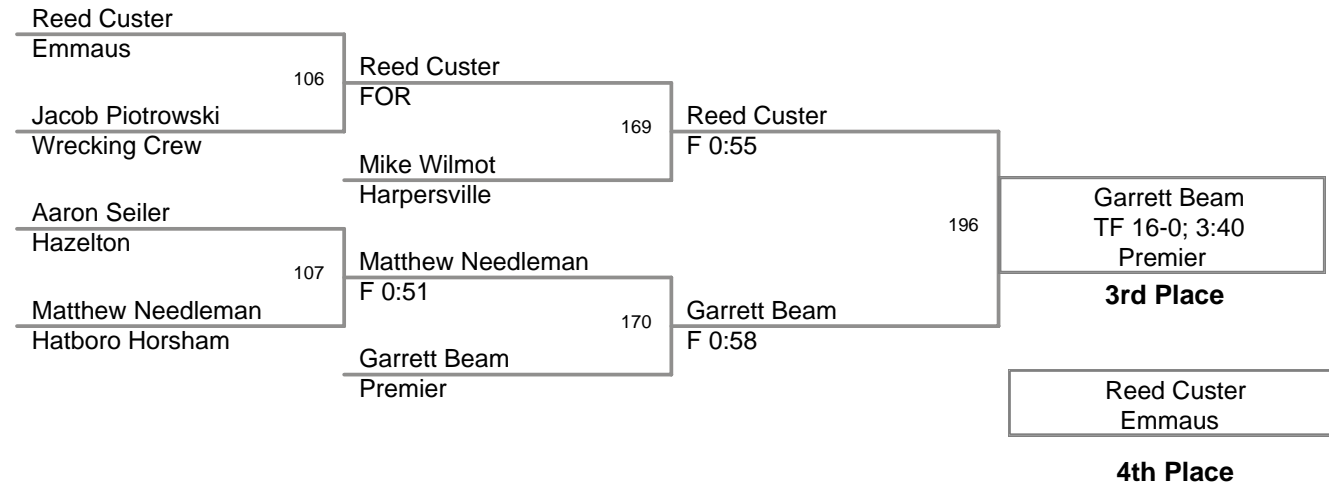 Reed Custer
Emmaus
106
Jacob Piotrowski
Wrecking Crew
Aaron Seiler
Hazelton
107
Matthew Needleman
Hatboro Horsham
Reed Custer
FOR
169
Mike Wilmot
Harpersville
Matthew Needleman
F 0:51
170
Garrett Beam
Premier
Reed Custer
F 0:55
196
Garrett Beam
F 0:58
Garrett Beam
TF 16-0; 3:40
Premier
3rd Place
Reed Custer
Emmaus
4th Place